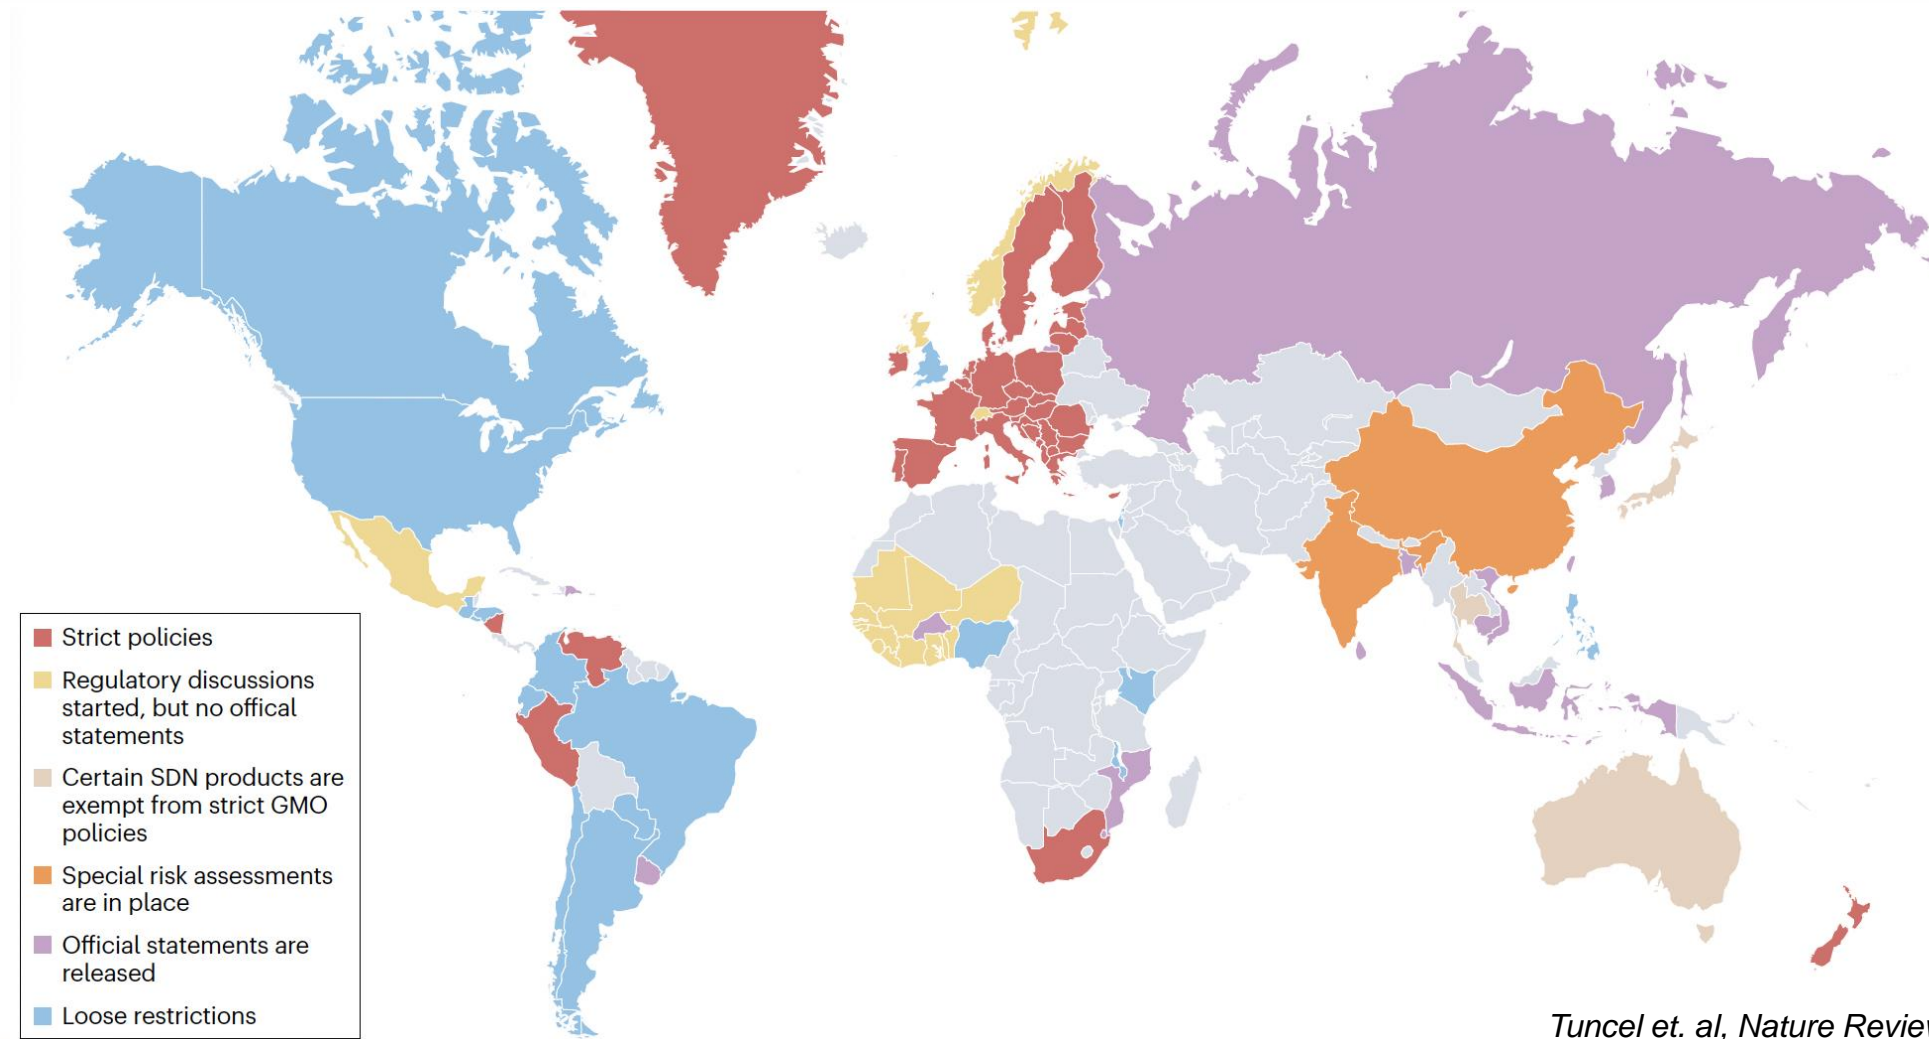 Strict policies
Regulatory discussions
started, but no offical
statements
Certain SDN products are
exempt from strict GMO
policies
Special risk assessments
are in place
Official statements are
released
Loose restrictions
Tuncel et. al, Nature Review